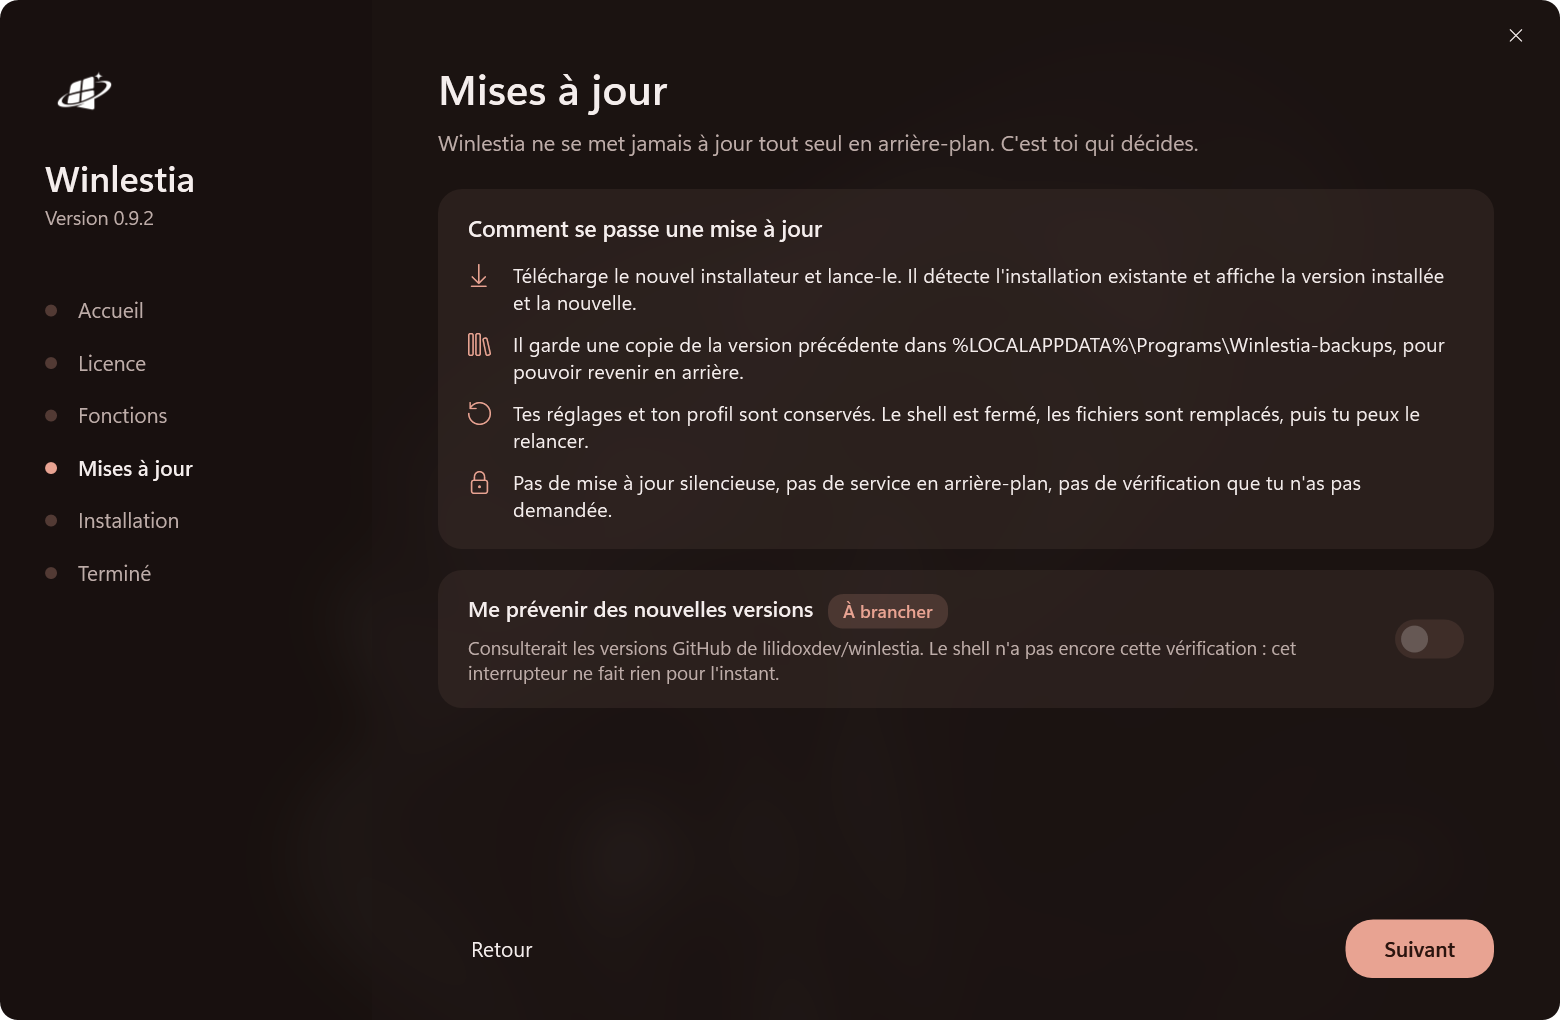 Winlestia
Version 0.9.2
Accueil
Licence
Fonctions
Mises à jour
Installation
Terminé
Mises à jour
Winlestia ne se met jamais à jour tout seul en arrière-plan. C'est toi qui décides.
Comment se passe une mise à jour
Télécharge le nouvel installateur et lance-le. Il détecte l'installation existante et affiche la version installée
et la nouvelle.
Il garde une copie de la version précédente dans %LOCALAPPDATA%\Programs\Winlestia-backups, pour
pouvoir revenir en arrière.
Tes réglages et ton profil sont conservés. Le shell est fermé, les fichiers sont remplacés, puis tu peux le
relancer.
Pas de mise à jour silencieuse, pas de service en arrière-plan, pas de vérification que tu n'as pas
demandée.
Me prévenir des nouvelles versions À brancher
Consulterait les versions GitHub de lilidoxdev/winlestia. Le shell n'a pas encore cette vérification : cet
interrupteur ne fait rien pour l'instant.
Retour
Suivant